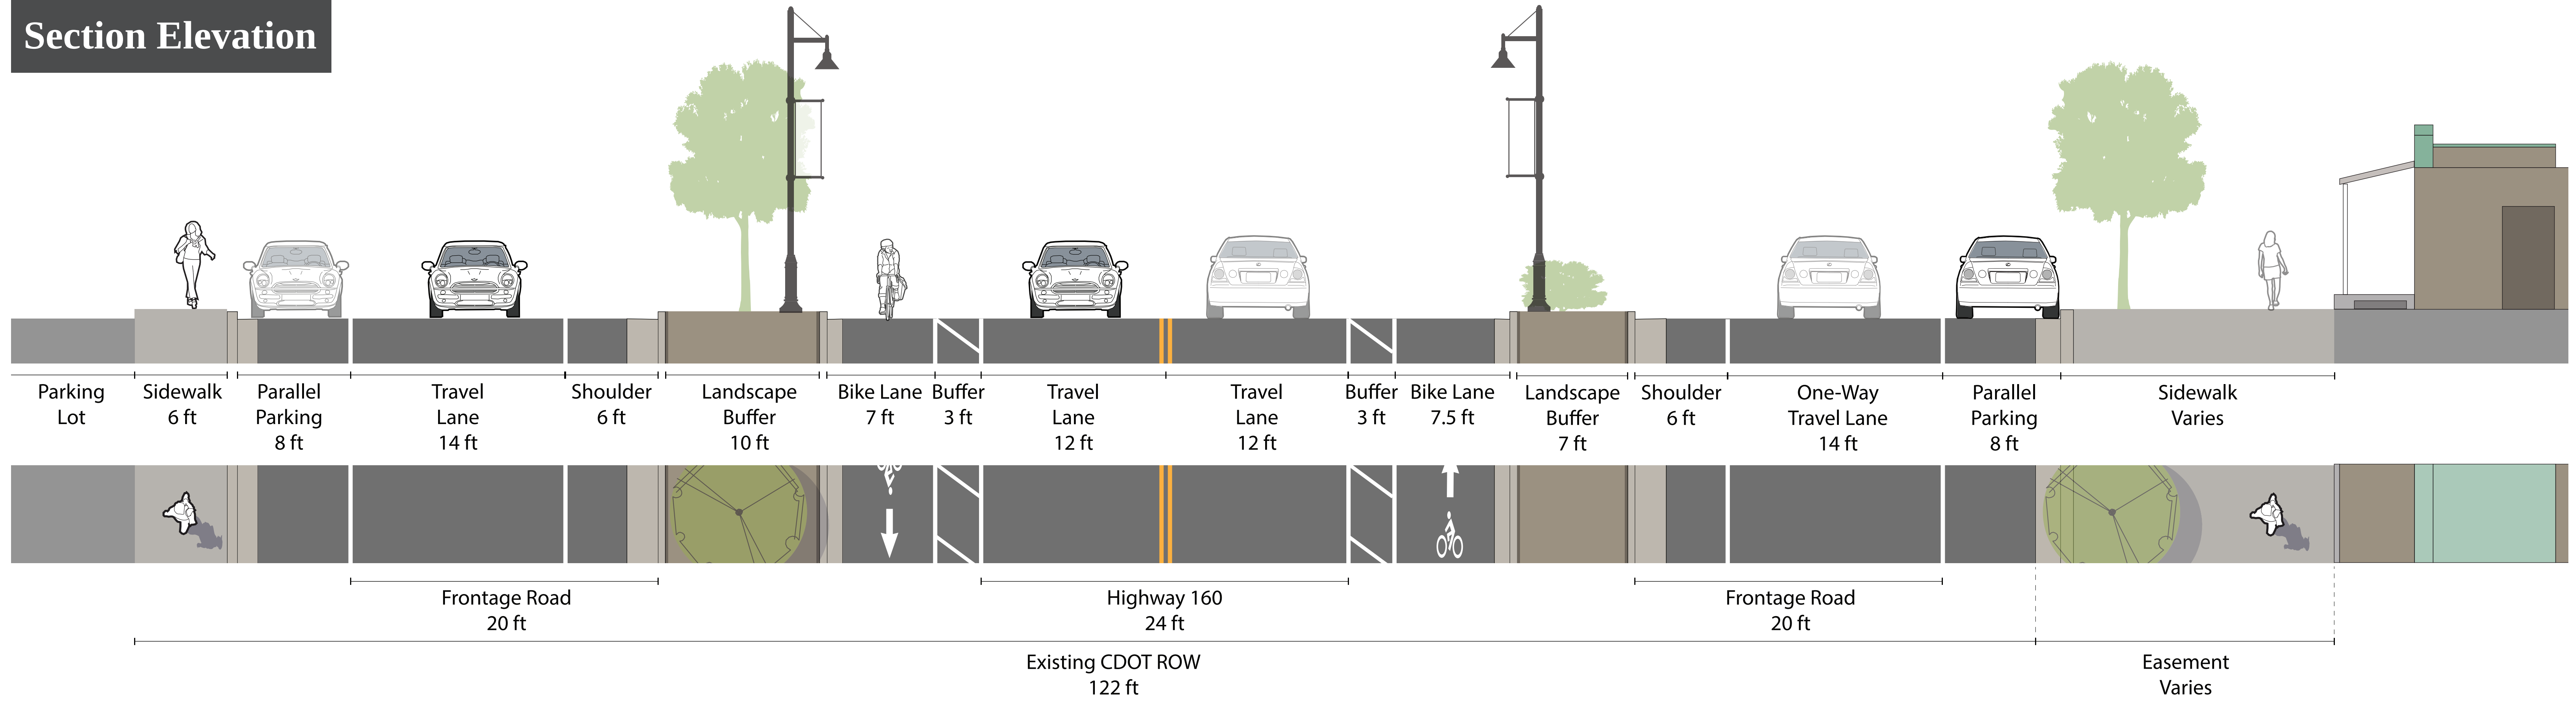 Section Elevation
Parking
Lot
Sidewalk
6 ft
Parallel
Parking
8 ft
Travel
Lane
14 ft
Shoulder
6 ft
Landscape
Buffer
10 ft
Bike Lane
7 ft
Buffer
3 ft
Travel
Lane
12 ft
Travel
Lane
12 ft
Buffer
3 ft
Bike Lane
7.5 ft
Landscape
Buffer
7 ft
Shoulder
6 ft
One-Way
Travel Lane
14 ft
Parallel
Parking
8 ft
Sidewalk
Varies
Frontage Road
20 ft
Highway 160
24 ft
Frontage Road
20 ft
Existing CDOT ROW
122 ft
Easement
Varies